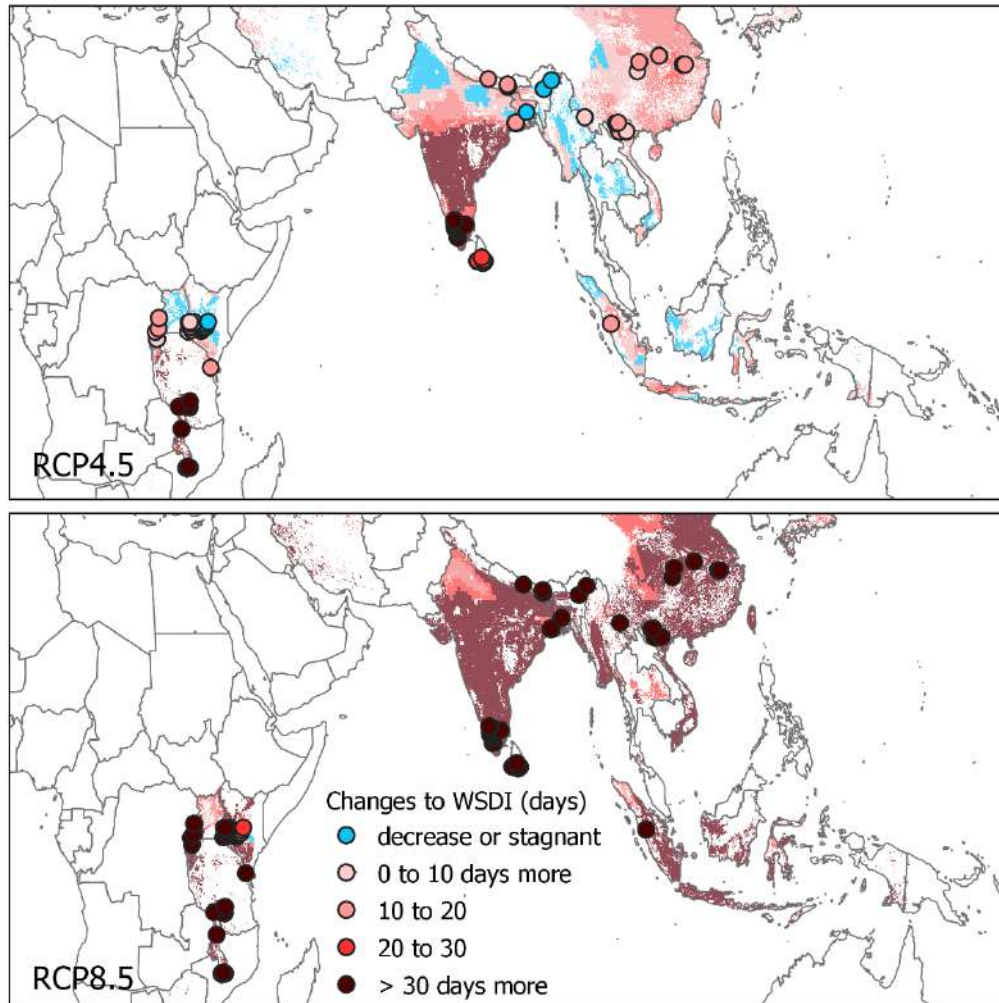 RCP4.5
Changes to WSDI (days)
decrease or stagnant
0 to 10 days more
10 to 20
20 to 30
> 30 days more
RCP8.5